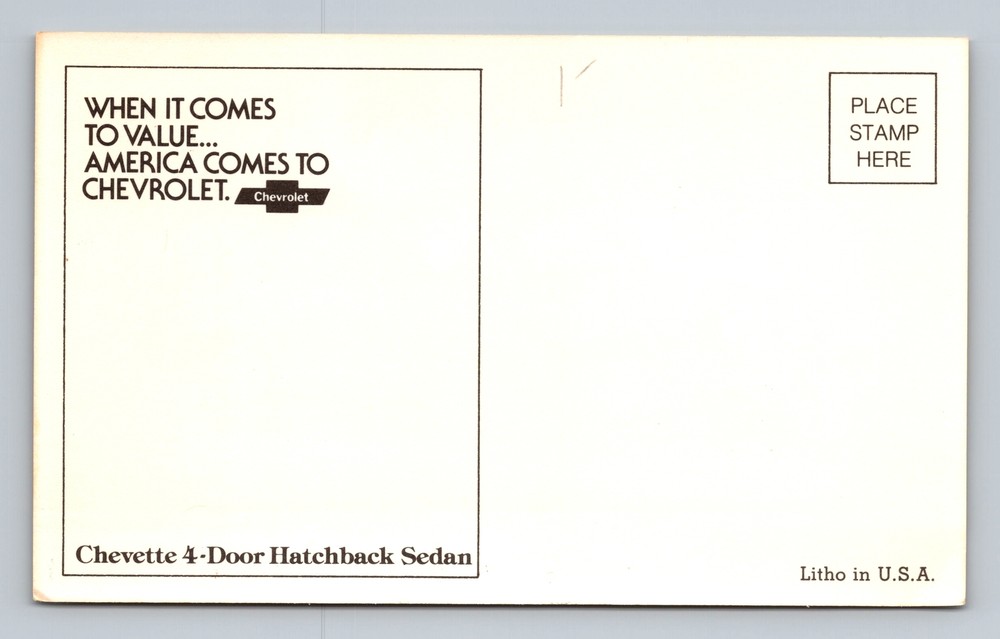 WHEN IT COMES
TO VALUE...
AMERICA COMES TO
CHEVROLET. Chevrolet
PLACE
STAMP
HERE
Chevette 4-Door Hatchback Sedan
Litho in U.S.A.